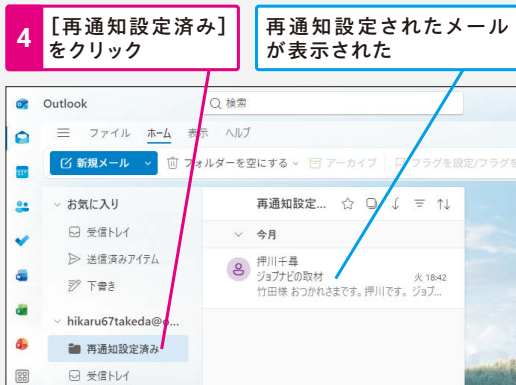 4
[再通知設定済み]
をクリック
再通知設定されたメール
が表示された
Outlook
検索
ファイル ホーム 表示 ヘルプ
新規メール フォルダーを空にする アーカイブ フラグを設定/フラグを
お気に入り
再通知設定...
受信トレイ
今月
送信済みアイテム
押川千尋
ジョブナビの取材 火 18:42
下書き
竹田様 おつかれさまです。押川です。ジョブ...
hikaru67takeda@o...
再通知設定済み
受信トレイ